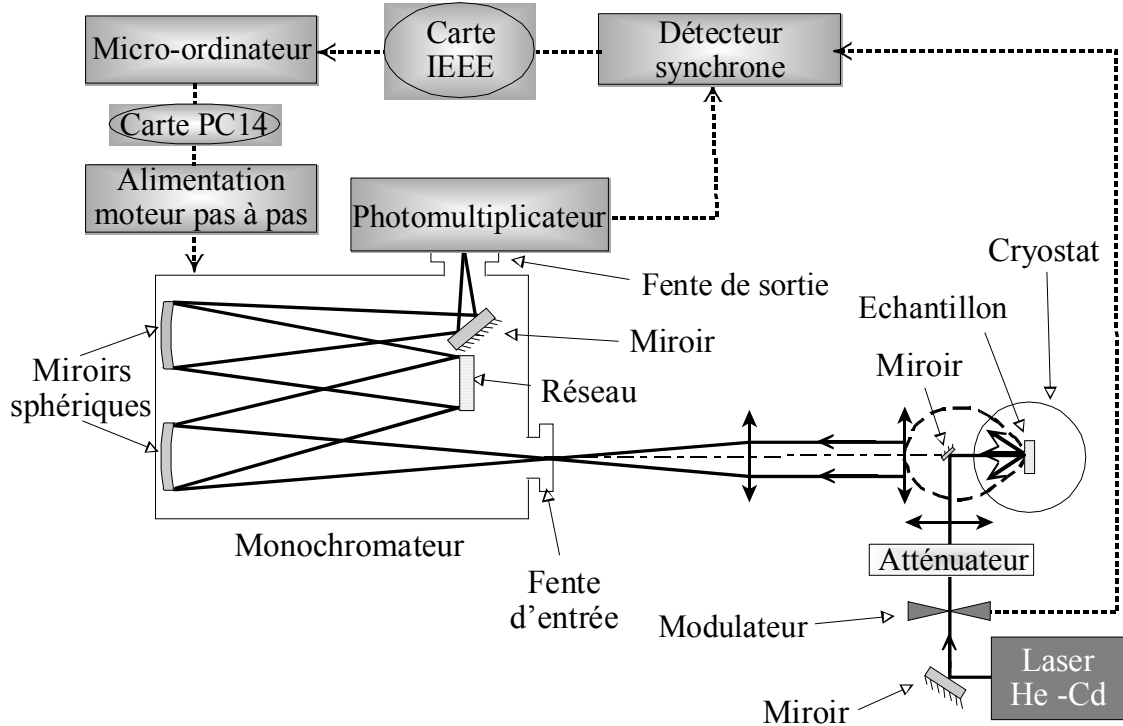 Micro-ordinateur
Carte
IEEE
Détecteur
synchrone
Carte PC14
Alimentation
moteur pas à pas
Photomultiplicateur
Cryostat
Fente de sortie
Echantillon
Miroir
Miroir
Miroirs
sphériques
Réseau
Monochromateur
Fente
d’entrée
Atténuateur
Modulateur
Laser
He -Cd
Miroir